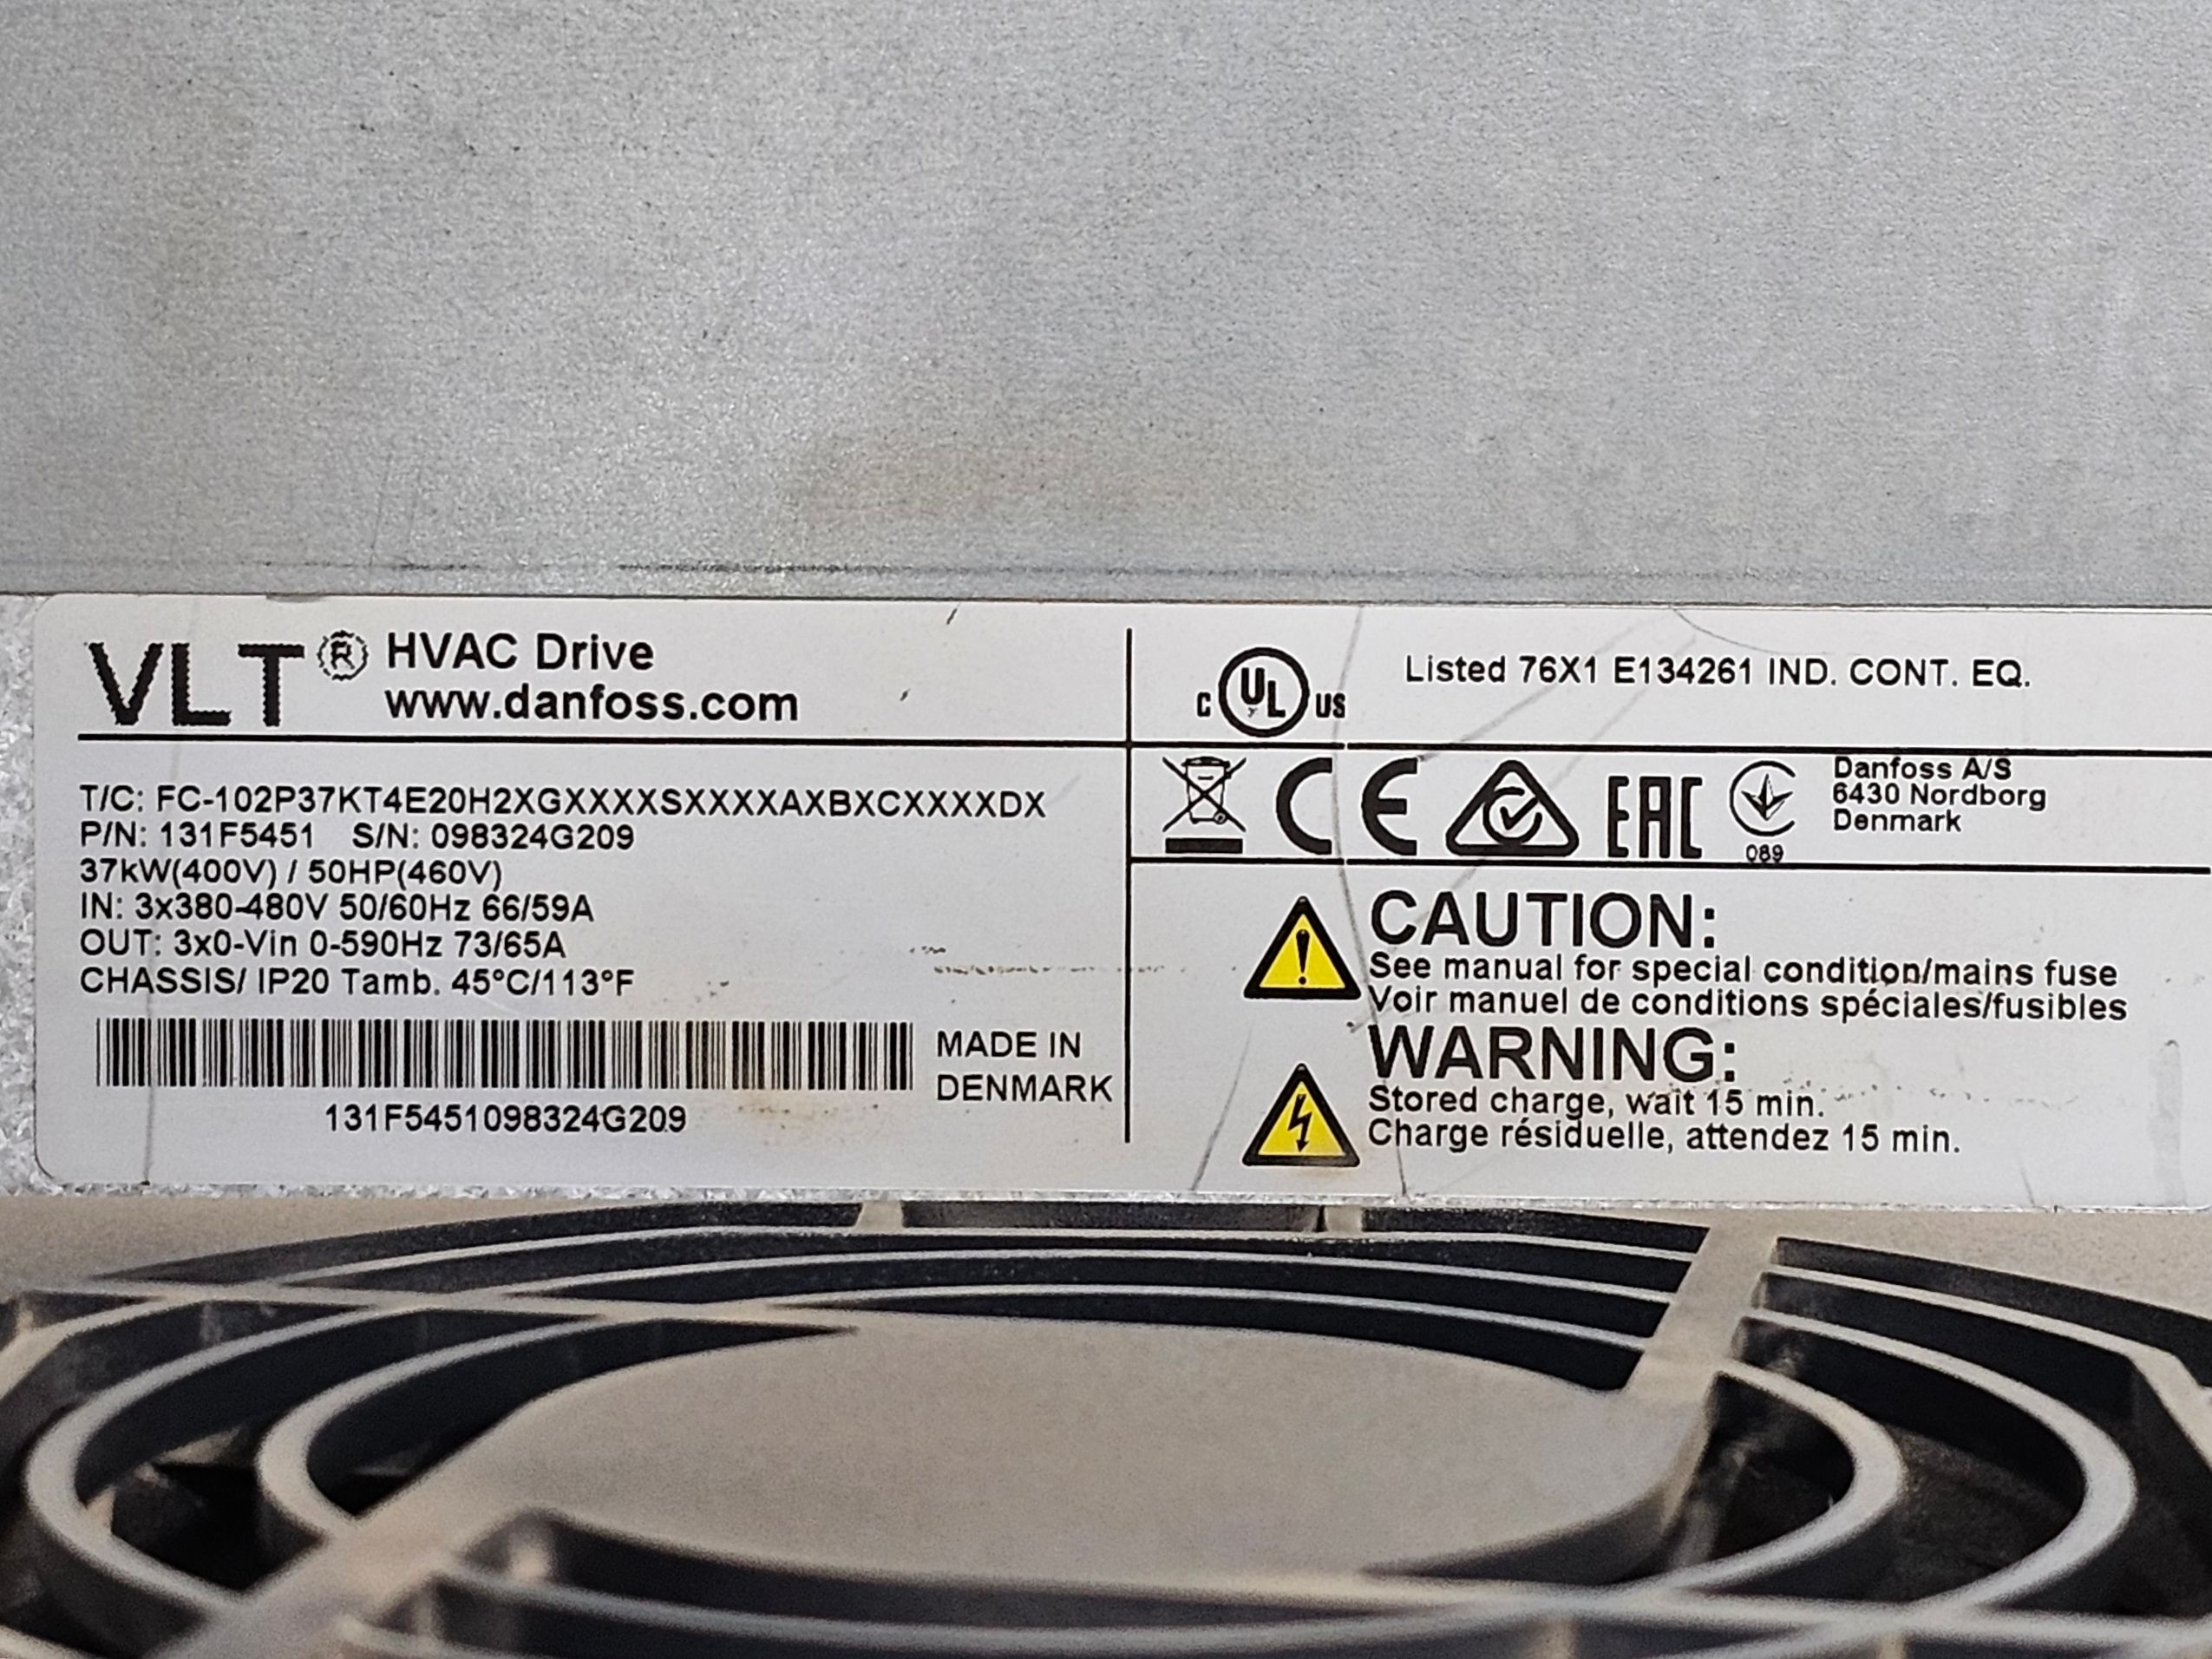 VLT® HVAC Drive
www.danfoss.com
T/C: FC-102P37KT4E20H2XGXXXXSXXXXAXBXCXXXXDX
P/N: 131F5451 S/N: 098324G209
37kW(400V) / 50HP(460V)
IN: 3x380-480V 50/60Hz 66/59A
OUT: 3x0-Vin 0-590Hz 73/65A
CHASSIS/ IP20 Tamb. 45°C/113°F
MADE IN
DENMARK
131F5451098324G209
C UL US Listed 76X1 E134261 IND. CONT. EQ.
CE EAC
089
Danfoss A/S
6430 Nordborg
Denmark
CAUTION:
See manual for special condition/mains fuse
Voir manuel de conditions spéciales/fusibles
WARNING:
Stored charge, wait 15 min.
Charge résiduelle, attendez 15 min.